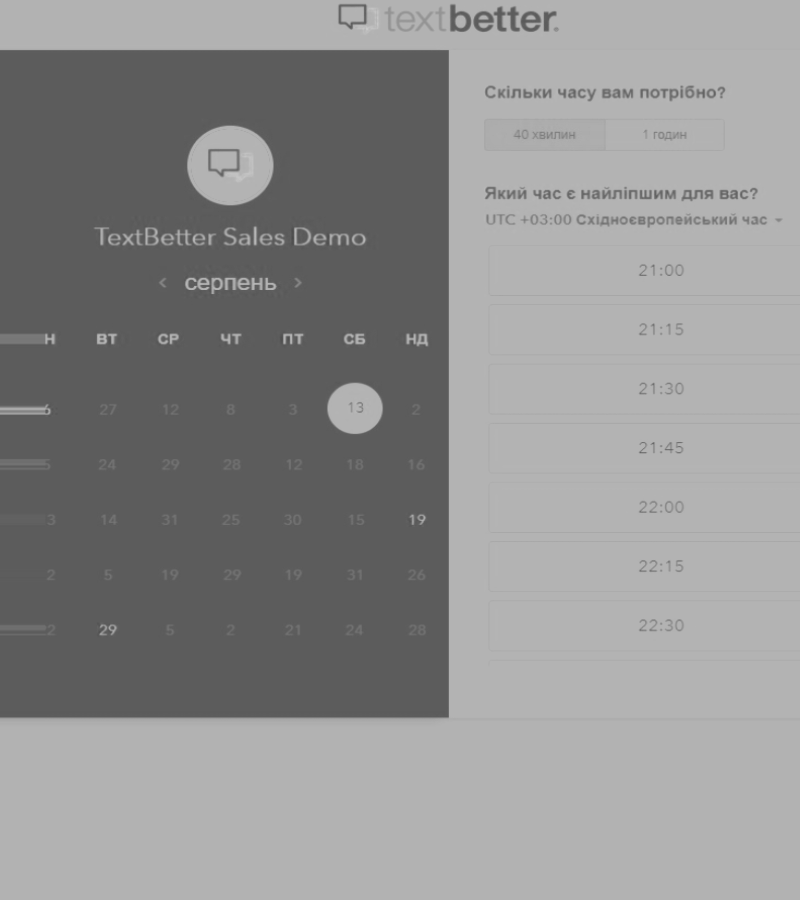 textbetter.
TextBetter Sales Demo
< серпень >
Н ВТ СР ЧТ ПТ СБ НД
6 27 12 8 3 13 2
5 24 29 28 12 18 16
3 14 31 25 30 15 19
2 5 19 29 19 31 26
2 29 5 2 21 24 28
Скільки часу вам потрібно?
40 хвилин 1 годин
Який час є найліпшим для вас?
UTC +03:00 Східноєвропейський час
21:00
21:15
21:30
21:45
22:00
22:15
22:30